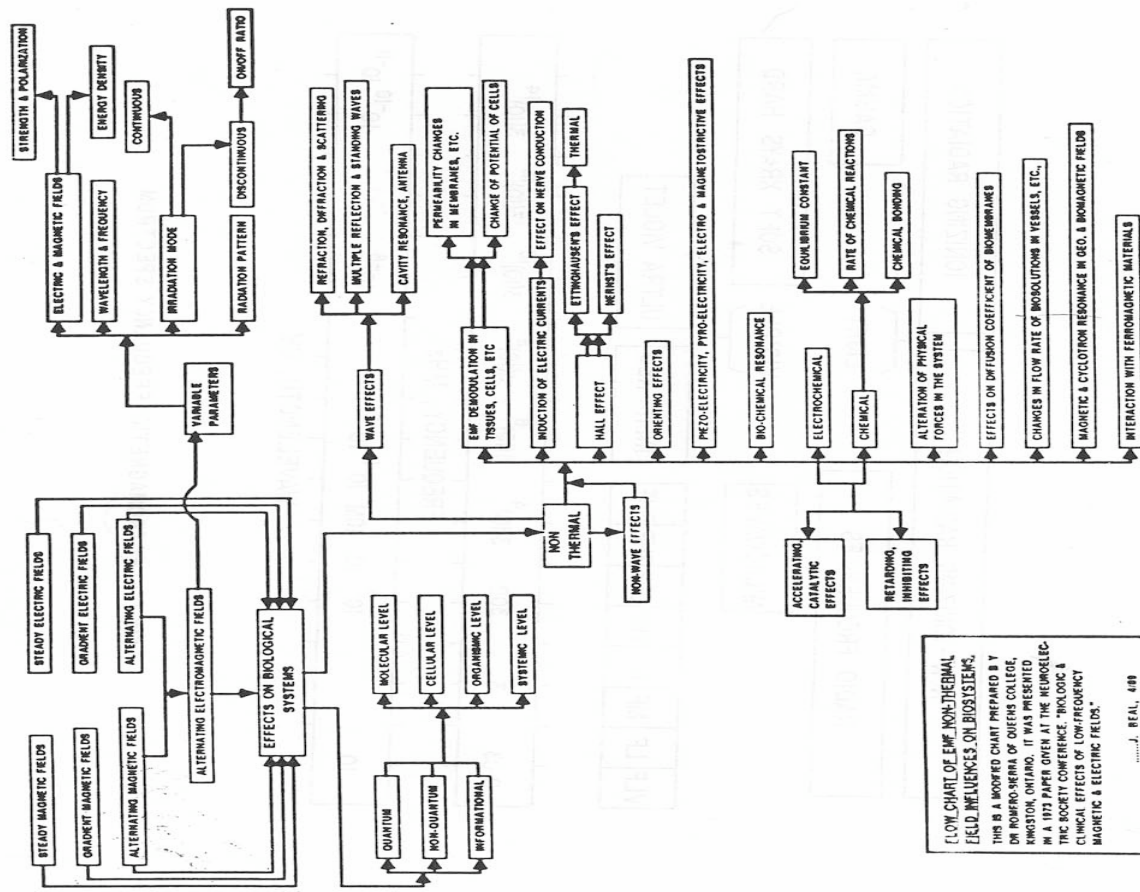 STEADY MAGNETIC FIELDS
STEADY ELECTRIC FIELDS
GRADIENT MAGNETIC FIELDS
GRADIENT ELECTRIC FIELDS
ALTERNATING MAGNETIC FIELDS
ALTERNATING ELECTRIC FIELDS
ALTERNATING ELECTROMAGNETIC FIELDS
EFFECTS ON BIOLOGICAL
SYSTEMS
VARIABLE
PARAMETERS
ELECTRIC & MAGNETIC FIELDS
STRENGTH & POLARIZATION
ENERGY DENSITY
WAVELENGTH & FREQUENCY
IRRADIATION MODE
CONTINUOUS
DISCONTINUOUS
ON/OFF RATIO
RADIATION PATTERN
QUANTUM
NON-QUANTUM
INFORMATIONAL
MOLECULAR LEVEL
CELLULAR LEVEL
ORGANISMIC LEVEL
SYSTEMIC LEVEL
NON
THERMAL
NON-WAVE EFFECTS
WAVE EFFECTS
REFRACTION, DIFFRACTION & SCATTERING
MULTIPLE REFLECTION & STANDING WAVES
CAVITY RESONANCE, ANTENNA
EMF DEMODULATION IN
TISSUES, CELLS, ETC
PERMEABILITY CHANGES
IN MEMBRANES, ETC.
CHANGE OF POTENTIAL OF CELLS
INDUCTION OF ELECTRIC CURRENTS
EFFECT ON NERVE CONDUCTION
HALL EFFECT
ETTINGHAUSEN'S EFFECT
THERMAL
NERNST'S EFFECT
ORIENTING EFFECTS
PIEZO-ELECTRICITY, PYRO-ELECTRICITY, ELECTRO & MAGNETOSTRICTIVE EFFECTS
BIO-CHEMICAL RESONANCE
ELECTROCHEMICAL
CHEMICAL
EQUILIBRIUM CONSTANT
RATE OF CHEMICAL REACTIONS
CHEMICAL BONDING
ACCELERATING,
CATALYTIC
EFFECTS
RETARDING,
INHIBITING
EFFECTS
ALTERATION OF PHYSICAL
FORCES IN THE SYSTEM
EFFECTS ON DIFFUSION COEFFICIENT OF BIOMEMBRANES
CHANGES IN FLOW RATE OF BIOSOLUTIONS IN VESSELS, ETC.,
MAGNETIC & CYCLOTRON RESONANCE IN GEO. & BIOMAGNETIC FIELDS
INTERACTION WITH FERROMAGNETIC MATERIALS
FLOW CHART OF EMF NON-THERMAL
FIELD INFLUENCES ON BIOSYSTEMS.
THIS IS A MODIFIED CHART PREPARED BY
DR ROMERO-SIERRA OF QUEENS COLLEGE,
KINGSTON, ONTARIO. IT WAS PRESENTED
IN A 1973 PAPER GIVEN AT THE NEUROELEC-
TRIC SOCIETY CONFERENCE. "BIOLOGIC &
CLINICAL EFFECTS OF LOW-FREQUENCY
MAGNETIC & ELECTRIC FIELDS."
........J. REAL, 4/89